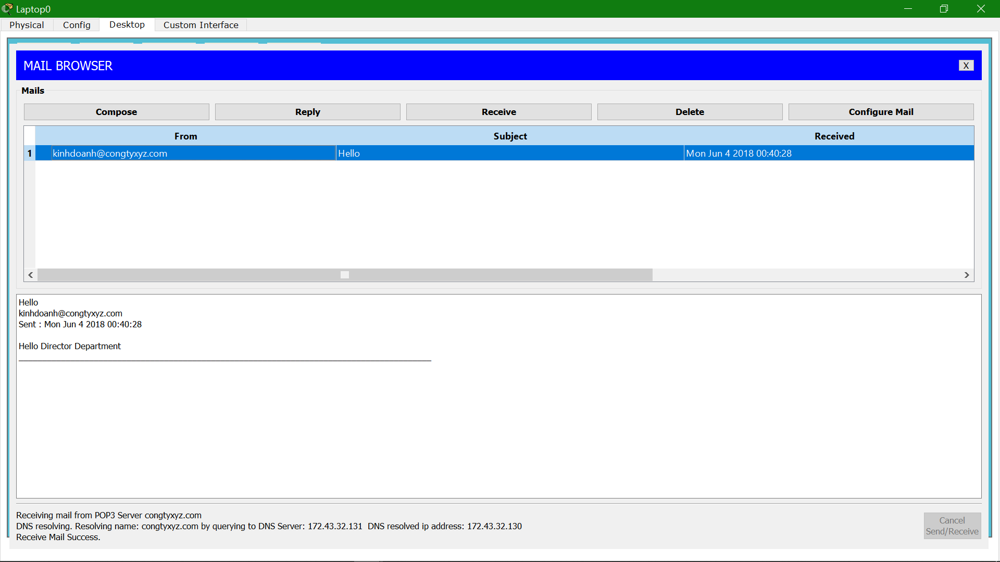 Laptop0
Physical Config Desktop Custom Interface
MAIL BROWSER X
Mails
Compose Reply Receive Delete Configure Mail
From Subject Received
1 kinhdoanh@congtyxyz.com Hello Mon Jun 4 2018 00:40:28
Hello
kinhdoanh@congtyxyz.com
Sent : Mon Jun 4 2018 00:40:28
Hello Director Department
Receiving mail from POP3 Server congtyxyz.com
DNS resolving. Resolving name: congtyxyz.com by querying to DNS Server: 172.43.32.131  DNS resolved ip address: 172.43.32.130
Receive Mail Success.
Cancel
Send/Receive